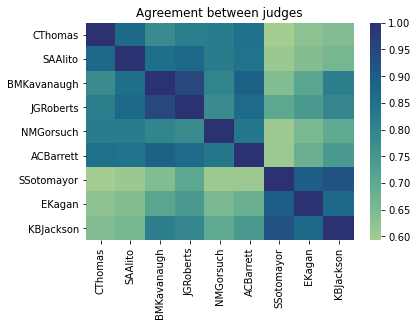 Agreement between judges
CThomas
SAAlito
BMKavanaugh
JGRoberts
NMGorsuch
ACBarrett
SSotomayor
EKagan
KBJackson
CThomas
SAAlito
BMKavanaugh
JGRoberts
NMGorsuch
ACBarrett
SSotomayor
EKagan
KBJackson
1.00
0.95
0.90
0.85
0.80
0.75
0.70
0.65
0.60